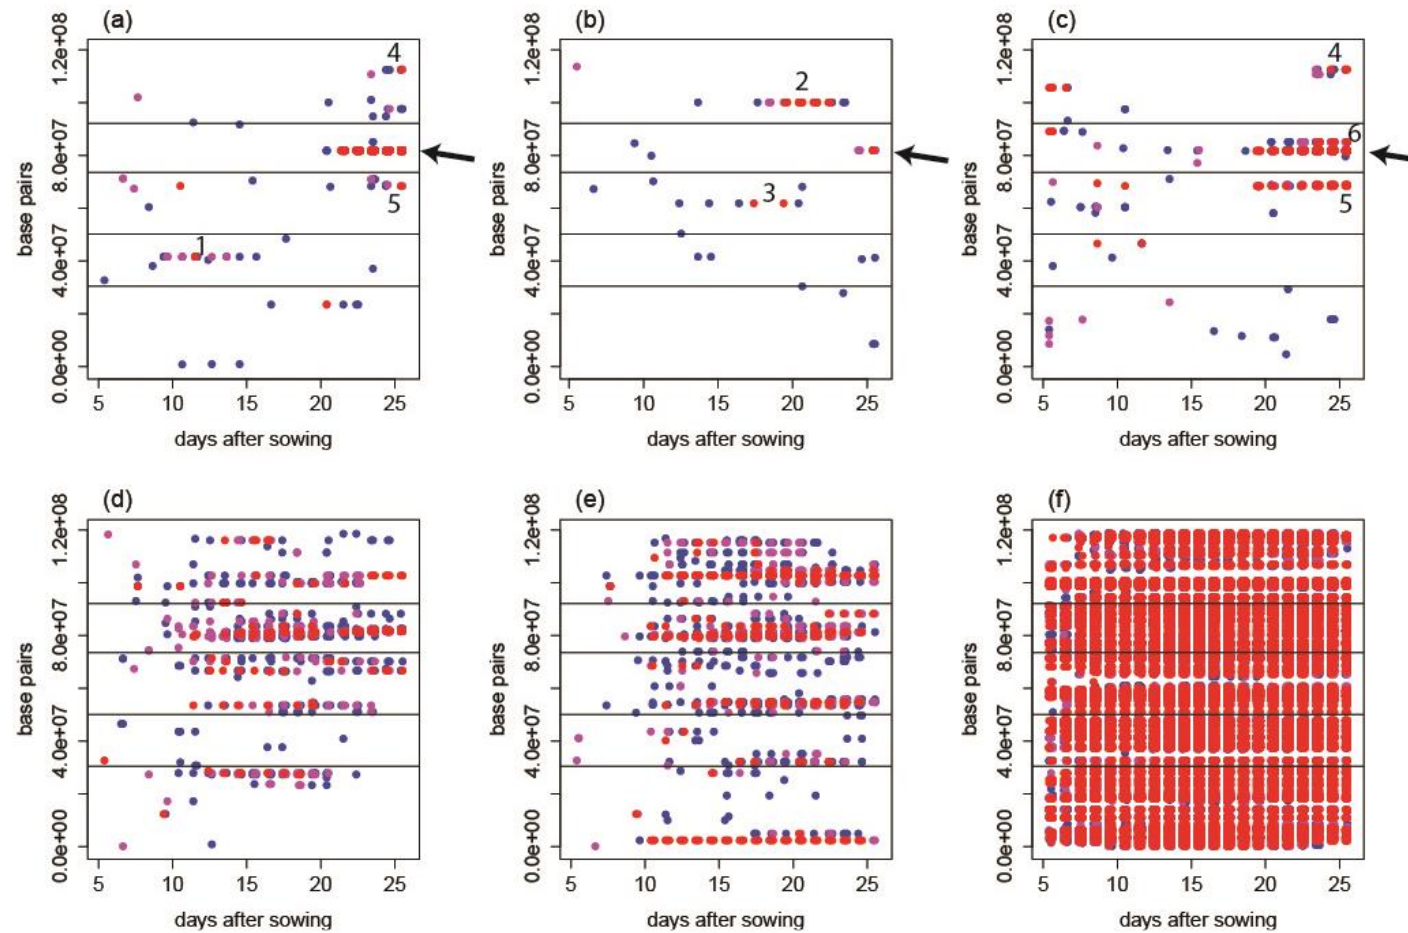 (a)
base pairs
0.0e+00 4.0e+07 8.0e+07 1.2e+08
4
5
1
5 10 15 20 25
days after sowing
(b)
base pairs
0.0e+00 4.0e+07 8.0e+07 1.2e+08
2
3
5 10 15 20 25
days after sowing
(c)
base pairs
0.0e+00 4.0e+07 8.0e+07 1.2e+08
4
6
5
5 10 15 20 25
days after sowing
(d)
base pairs
0.0e+00 4.0e+07 8.0e+07 1.2e+08
5 10 15 20 25
days after sowing
(e)
base pairs
0.0e+00 4.0e+07 8.0e+07 1.2e+08
5 10 15 20 25
days after sowing
(f)
base pairs
0.0e+00 4.0e+07 8.0e+07 1.2e+08
5 10 15 20 25
days after sowing